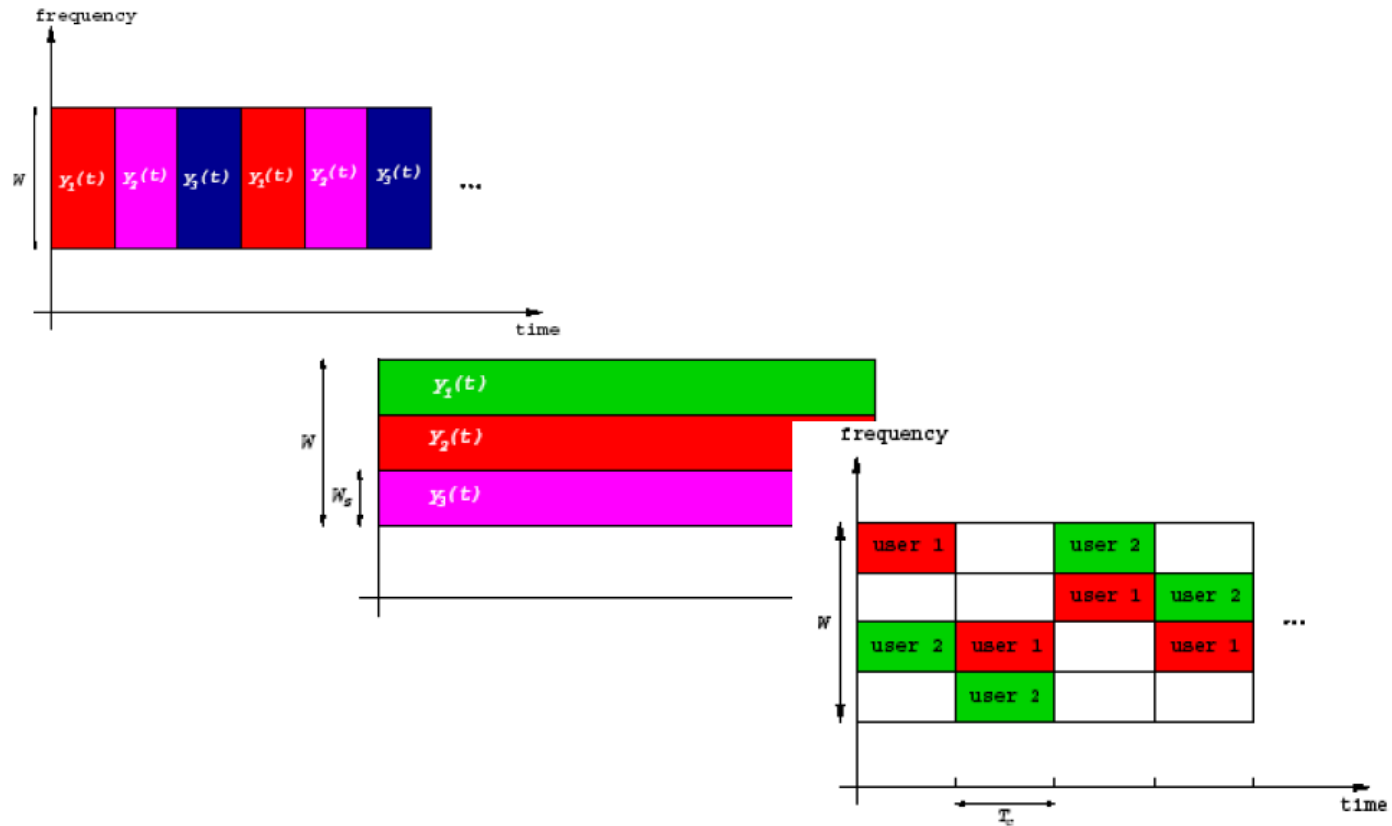 frequency
W
y₁(t) y₂(t) y₃(t) y₁(t) y₂(t) y₃(t) ...
time
W
y₁(t)
Y₂(t)
Wₛ
y₃(t)
frequency
user 1 user 2
user 1 user 2
W
...
user 2 user 1 user 1
user 2
time
T꜀